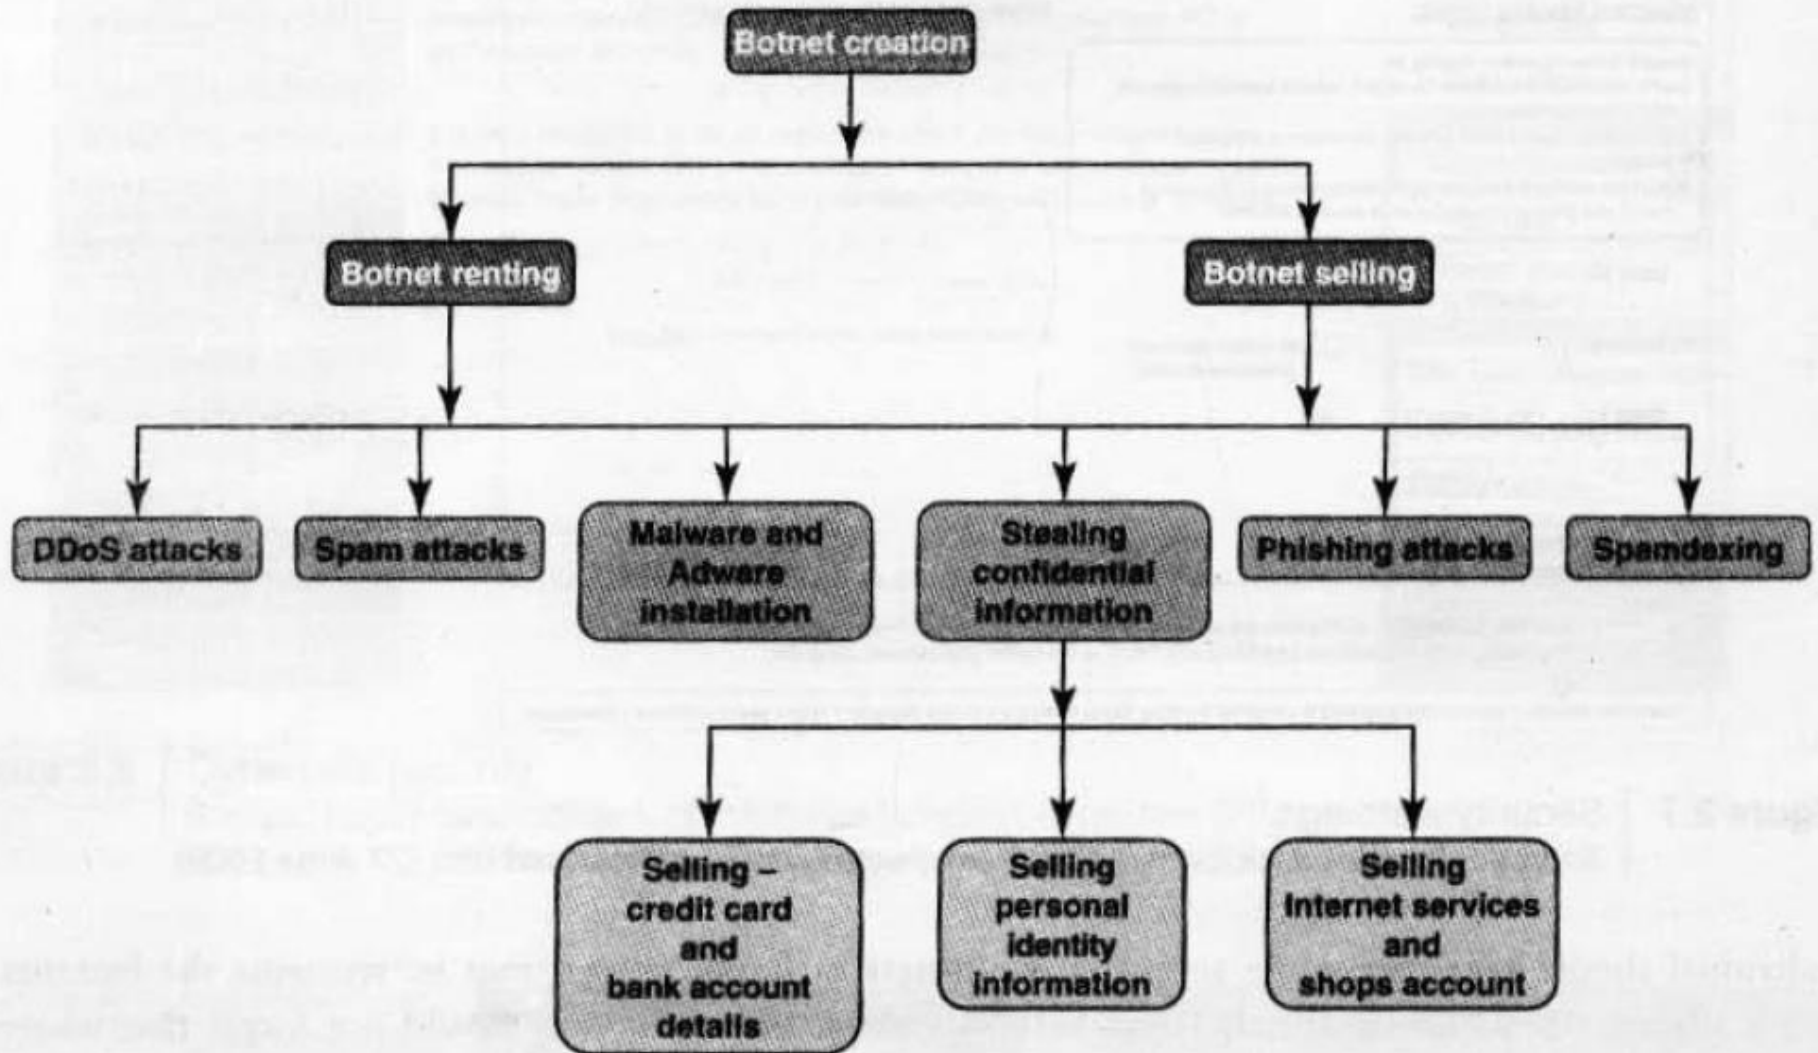 Botnet creation
Botnet renting
Botnet selling
DDoS attacks
Spam attacks
Malware and
Adware
installation
Stealing
confidential
information
Phishing attacks
Spamdexing
Selling –
credit card
and
bank account
details
Selling
personal
identity
information
Selling
Internet services
and
shops account